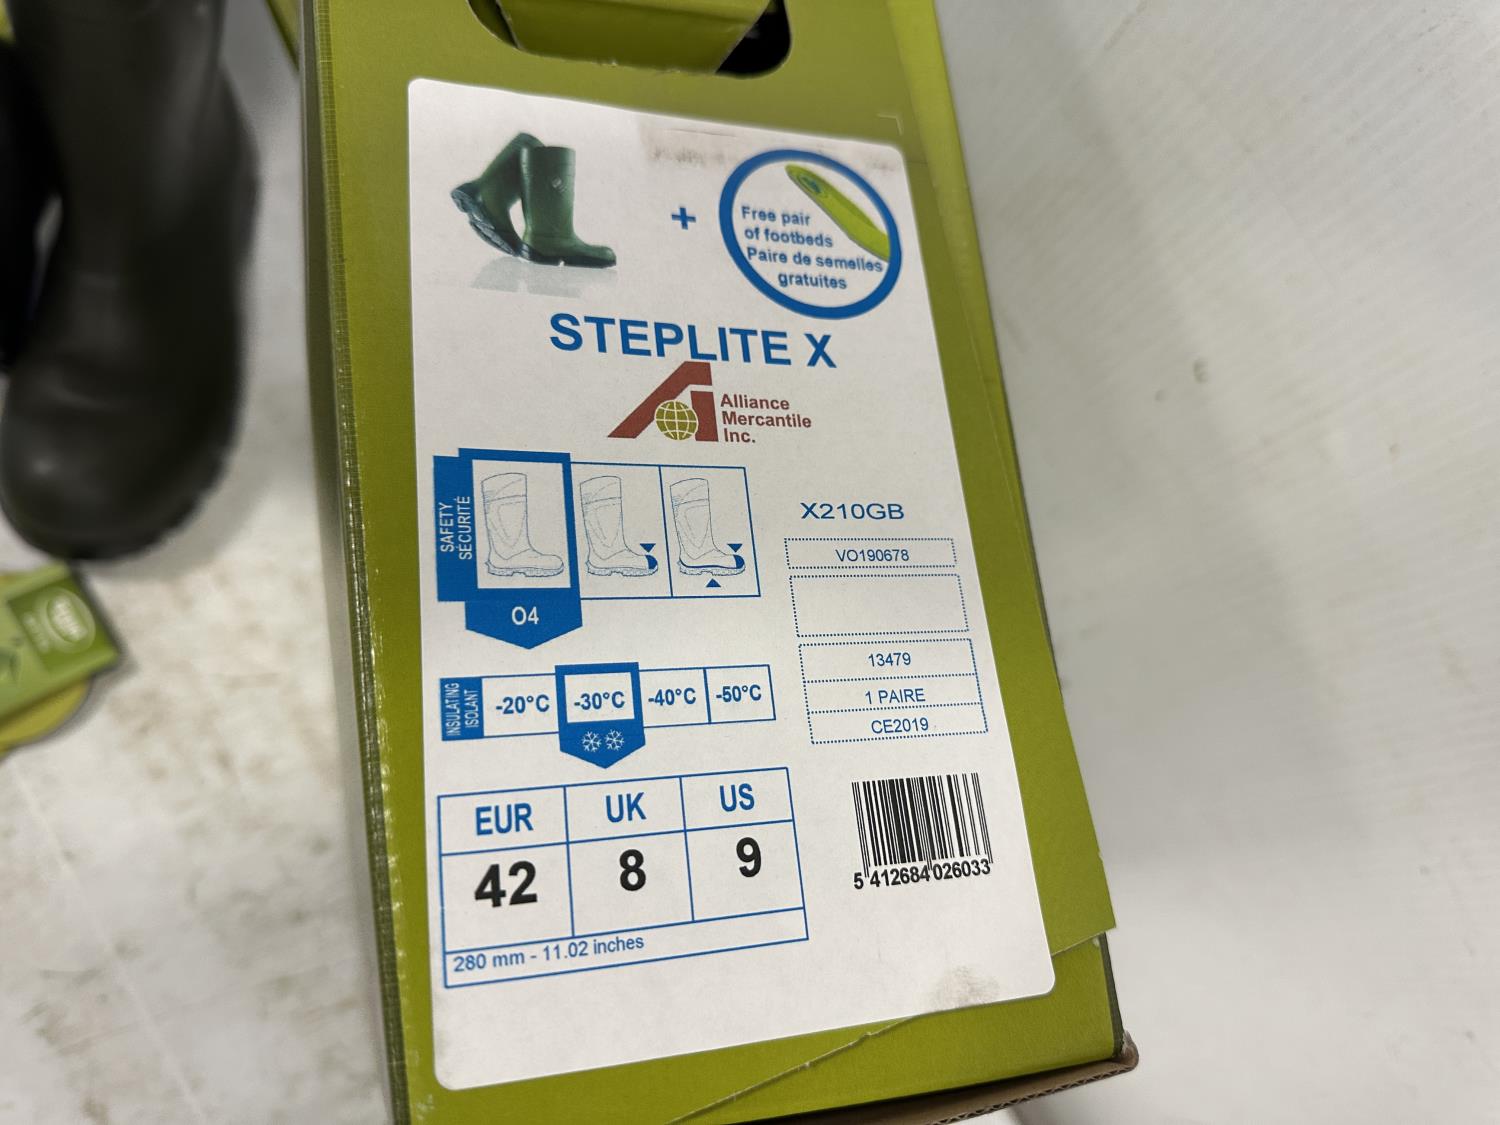 Free pair
of footbeds
Paire de semelles
gratuites
+
STEPLITE X
Alliance
Mercantile
Inc.
SAFETY
SÉCURITÉ
O4
X210GB
VO190678
13479
1 PAIRE
CE2019
INSULATING
ISOLANT
-20°C
-30°C
-40°C
-50°C
EUR
UK
US
42
8
9
280 mm - 11.02 inches
5 412684 026033